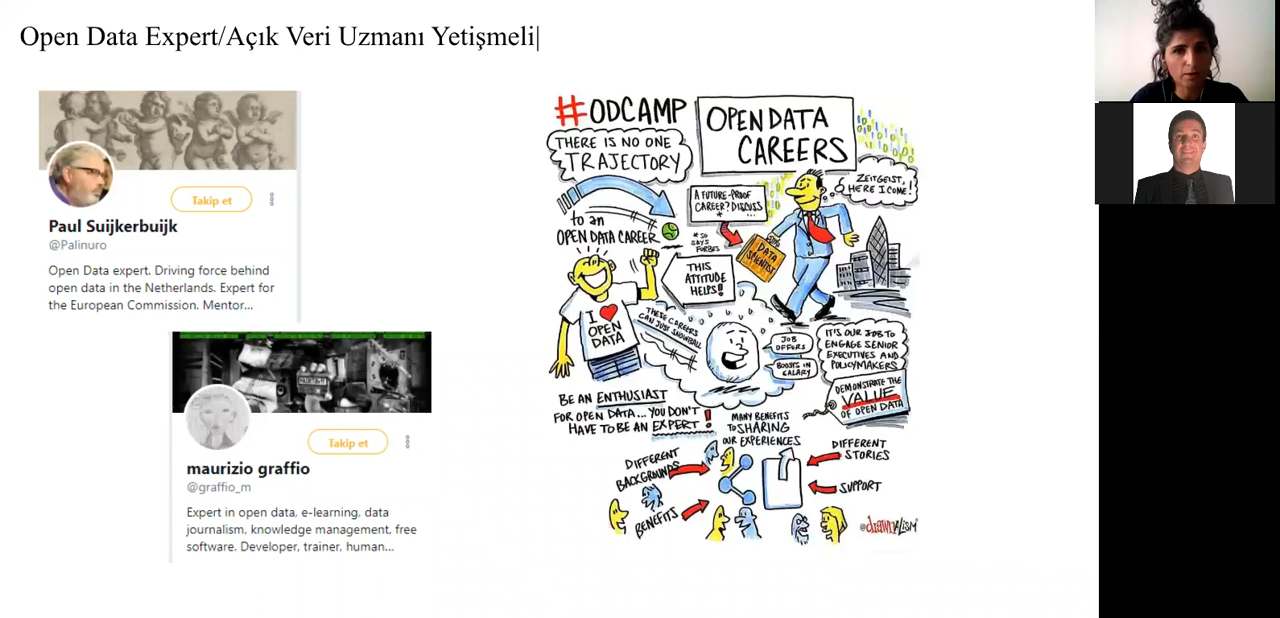 Open Data Expert/Açık Veri Uzmanı Yetişmeli
Takip et
Paul Suijkerbuijk
@Palinuro
Open Data expert. Driving force behind
open data in the Netherlands. Expert for
the European Commission. Mentor...
Takip et
maurizio graffio
@graffio_m
Expert in open data, e-learning, data
journalism, knowledge management, free
software. Developer, trainer, human...
#ODCAMP
OPEN DATA
CAREERS
THERE IS NO ONE
TRAJECTORY
to an
OPEN DATA CAREER
A FUTURE-PROOF
CAREER? DISCUSS
* ...
* SO
SAYS
FORBES
ZEITGEIST,
HERE I COME!
DATA
SCIENTIST
THIS
ATTITUDE
HELPS!
I ♥
OPEN
DATA
THESE CAREERS
CAN JUST SNOWBALL
JOB
OFFERS
BOOSTS IN
SALARY
IT'S OUR JOB TO
ENGAGE SENIOR
EXECUTIVES AND
POLICYMAKERS
DEMONSTRATE THE
VALUE
OF OPEN DATA
BE AN ENTHUSIAST
FOR OPEN DATA... YOU DON'T
HAVE TO BE AN EXPERT!
MANY BENEFITS
TO SHARING
OUR EXPERIENCES
DIFFERENT
BACKGROUNDS
BENEFITS
DIFFERENT
STORIES
SUPPORT
@drawnalism